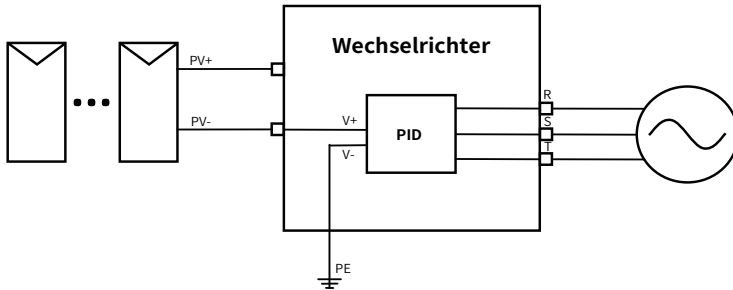 Wechselrichter
PV+
PV-
V+
V-
PID
R
S
T
PE